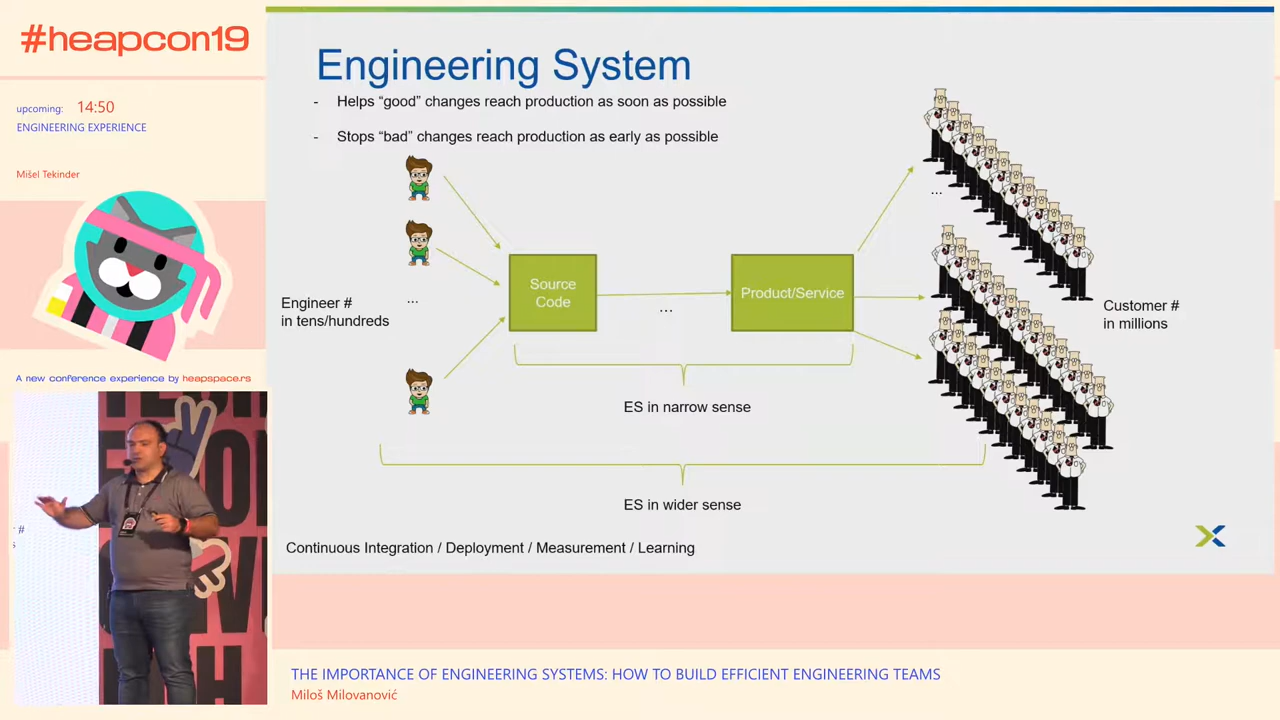 #heapcon19
upcoming: 14:50
ENGINEERING EXPERIENCE
Mišel Tekinder
A new conference experience by heapspace.rs
Engineering System
- Helps “good” changes reach production as soon as possible
- Stops “bad” changes reach production as early as possible
...
Engineer #
in tens/hundreds
...
Source
Code
...
Product/Service
Customer #
in millions
ES in narrow sense
ES in wider sense
Continuous Integration / Deployment / Measurement / Learning
THE IMPORTANCE OF ENGINEERING SYSTEMS: HOW TO BUILD EFFICIENT ENGINEERING TEAMS
Miloš Milovanović